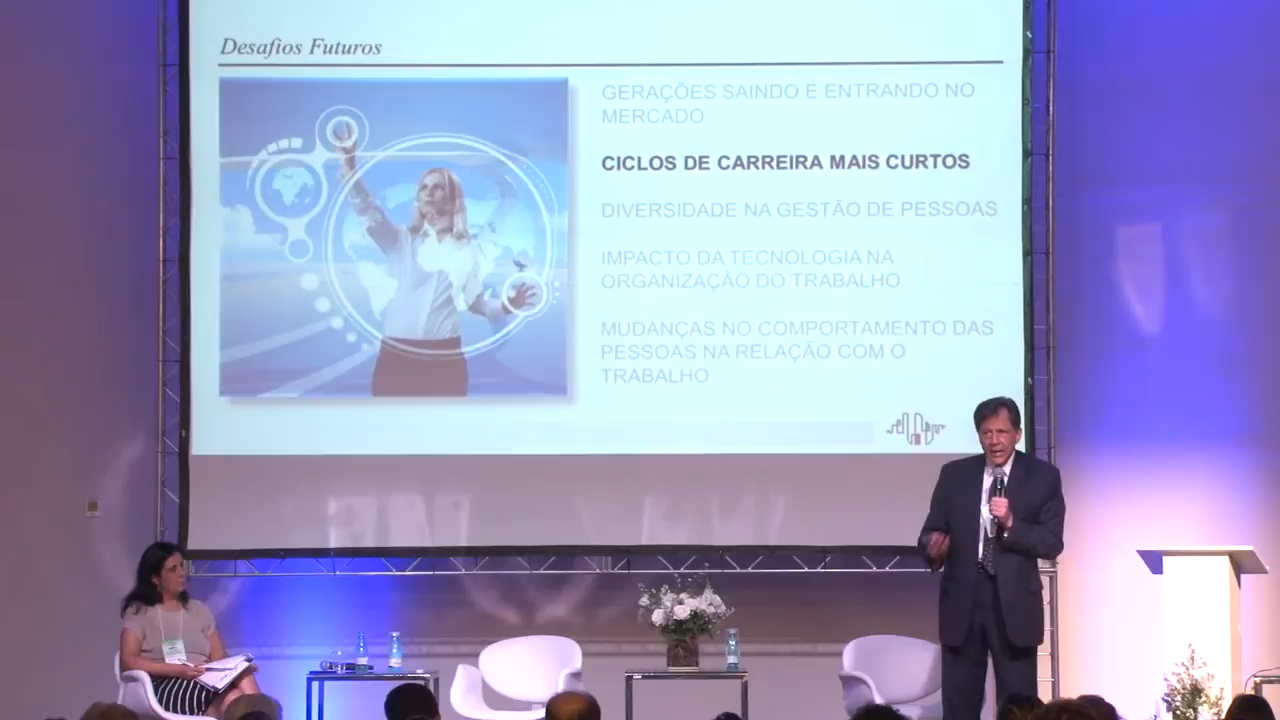 Desafios Futuros
GERAÇÕES SAINDO E ENTRANDO NO
MERCADO
CICLOS DE CARREIRA MAIS CURTOS
DIVERSIDADE NA GESTÃO DE PESSOAS
IMPACTO DA TECNOLOGIA NA
ORGANIZAÇÃO DO TRABALHO
MUDANÇAS NO COMPORTAMENTO DAS
PESSOAS NA RELAÇÃO COM O
TRABALHO